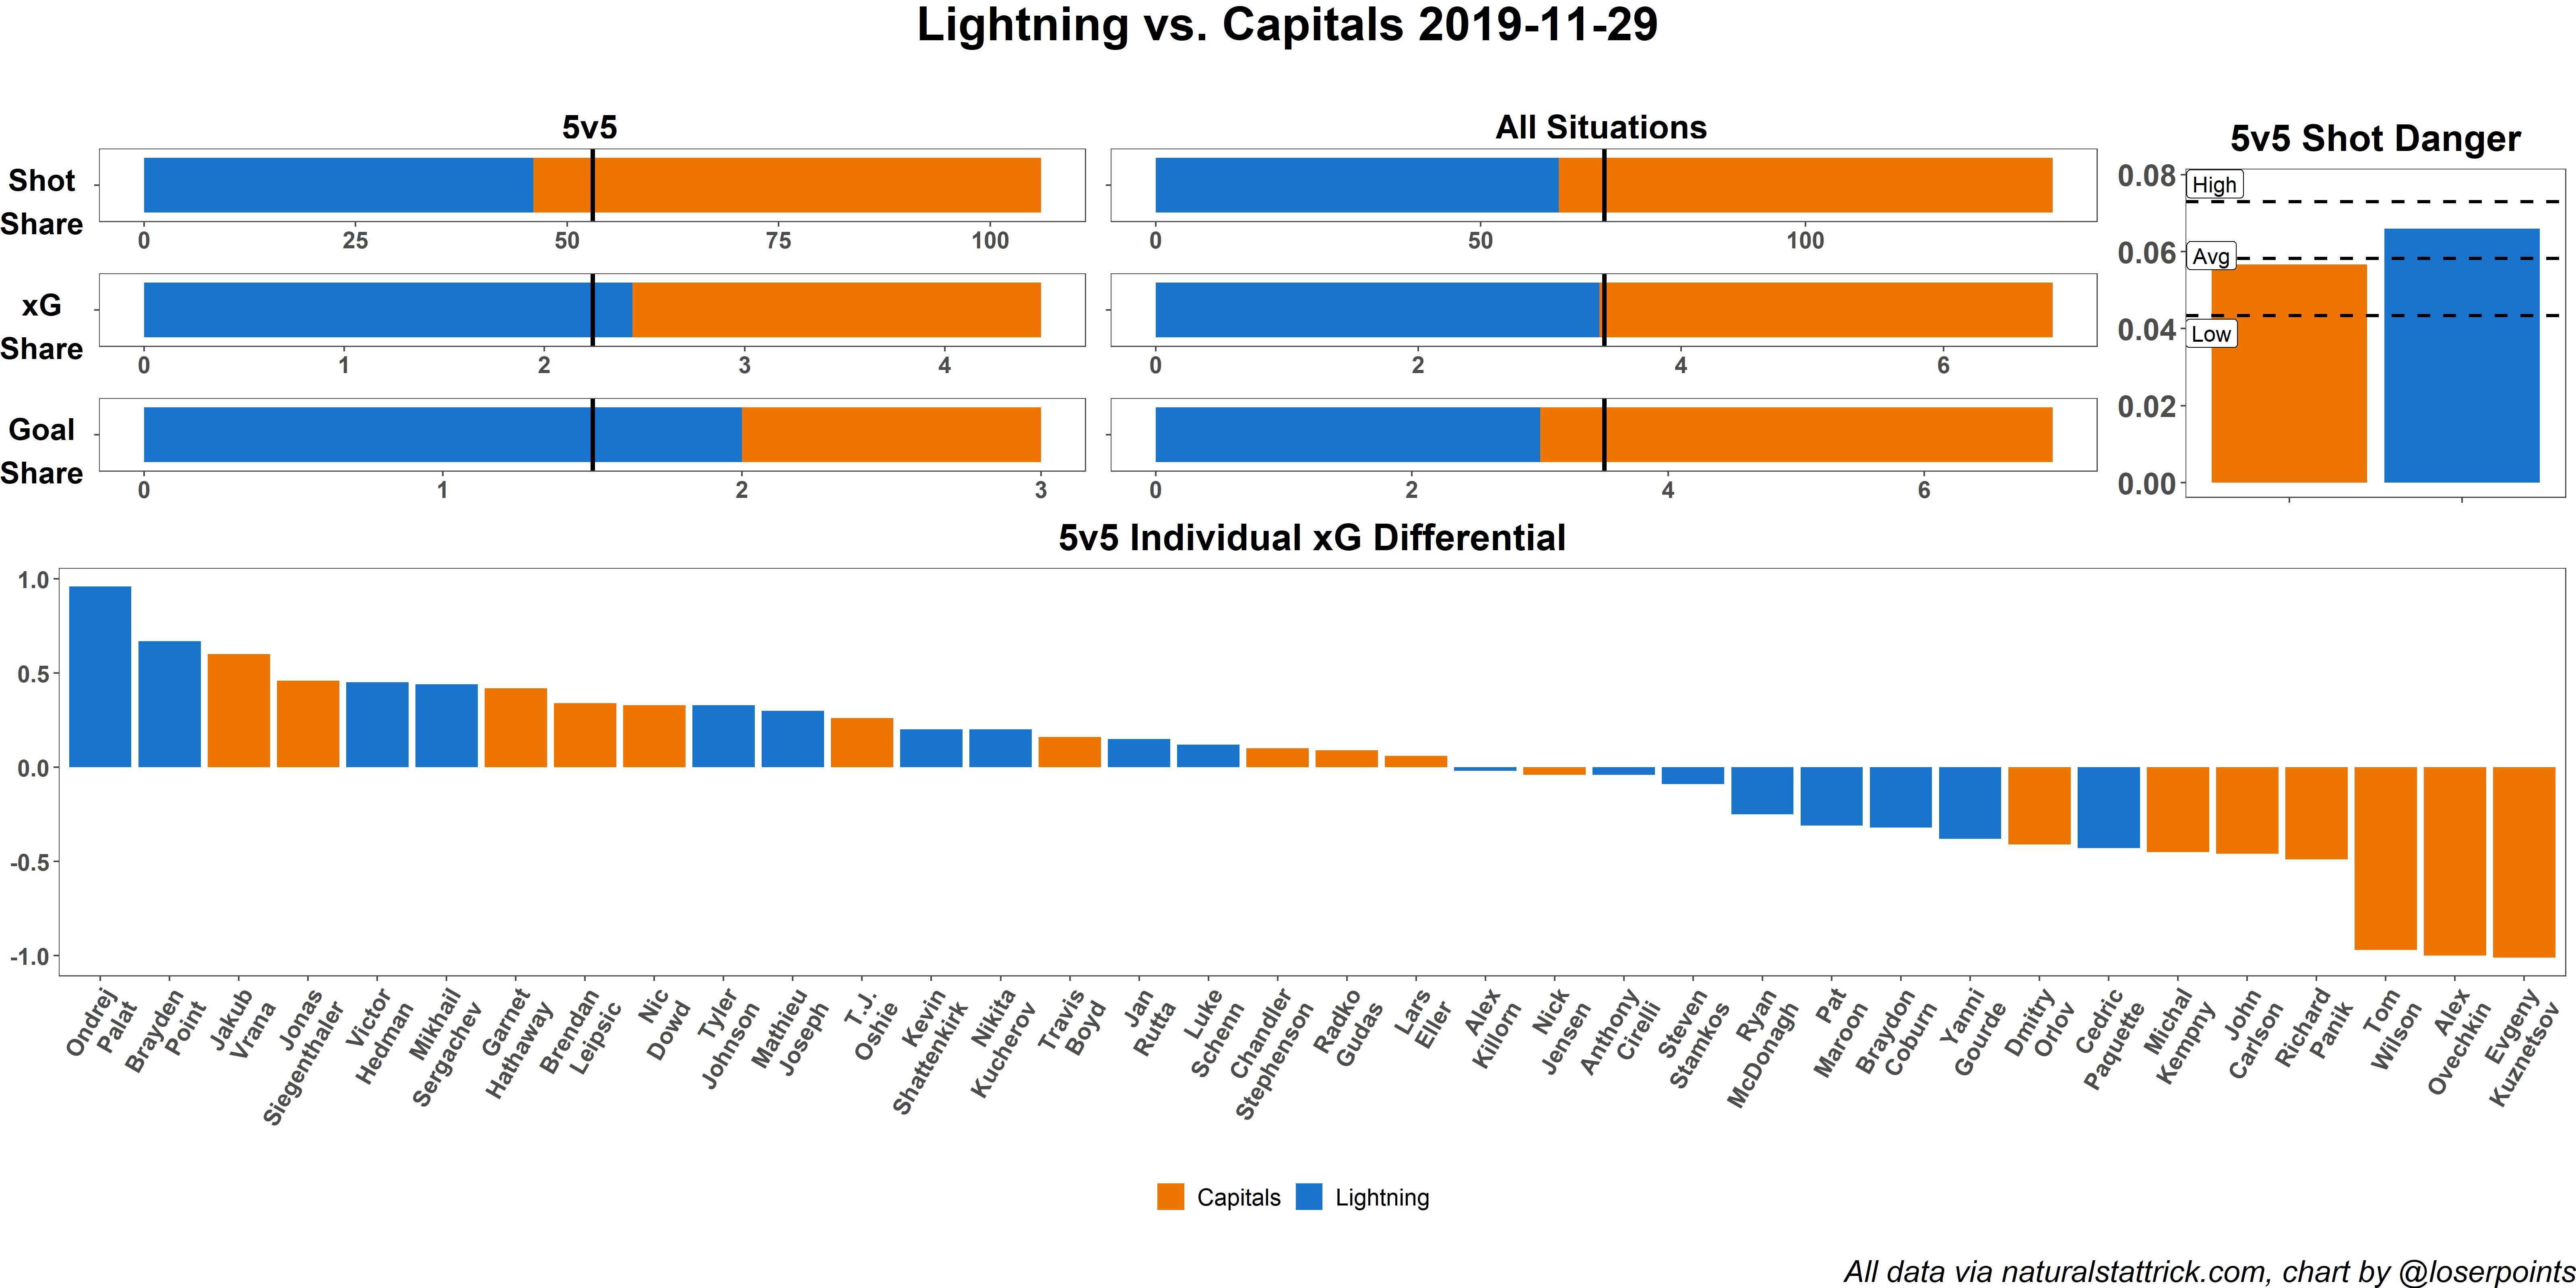 Lightning vs. Capitals 2019-11-29
5v5
All Situations
5v5 Shot Danger
Shot
Share
0 25 50 75 100
0 50 100
xG
Share
0 1 2 3 4
0 2 4 6
Goal
Share
0 1 2 3
0 2 4 6
0.08
0.06
0.04
0.02
0.00
High
Avg
Low
5v5 Individual xG Differential
1.0
0.5
0.0
-0.5
-1.0
Ondrej
Palat
Brayden
Point
Jakub
Vrana
Jonas
Siegenthaler
Victor
Hedman
Mikhail
Sergachev
Garnet
Hathaway
Brendan
Leipsic
Nic
Dowd
Tyler
Johnson
Mathieu
Joseph
T.J.
Oshie
Kevin
Shattenkirk
Nikita
Kucherov
Travis
Boyd
Jan
Rutta
Luke
Schenn
Chandler
Stephenson
Radko
Gudas
Lars
Eller
Alex
Killorn
Nick
Jensen
Anthony
Cirelli
Steven
Stamkos
Ryan
McDonagh
Pat
Maroon
Braydon
Coburn
Yanni
Gourde
Dmitry
Orlov
Cedric
Paquette
Michal
Kempny
John
Carlson
Richard
Panik
Tom
Wilson
Alex
Ovechkin
Evgeny
Kuznetsov
Capitals Lightning
All data via naturalstattrick.com, chart by @loserpoints